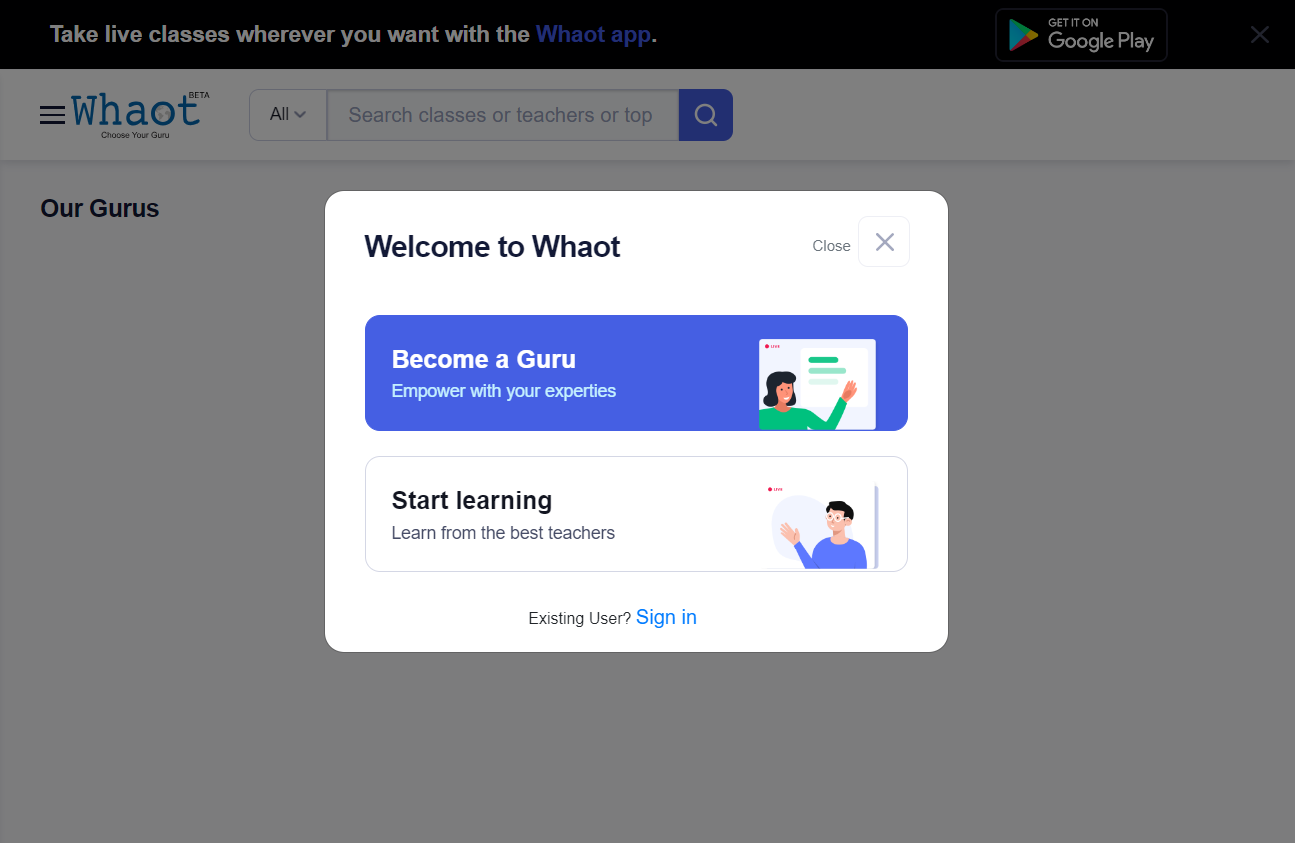 Take live classes wherever you want with the Whaot app.
GET IT ON
Google Play
Whaot BETA
Choose Your Guru
All
Search classes or teachers or top
Our Gurus
Welcome to Whaot
Close
Become a Guru
Empower with your experties
LIVE
Start learning
Learn from the best teachers
LIVE
Existing User? Sign in